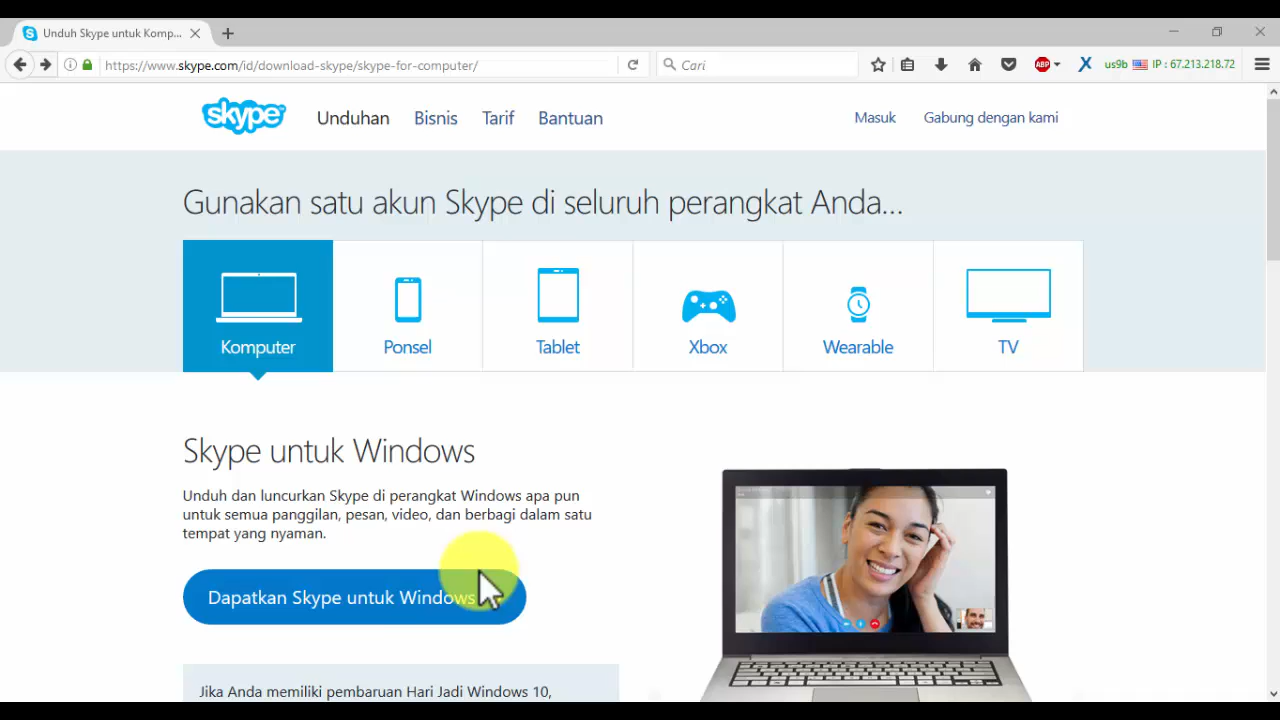 Unduh Skype untuk Komp...
https://www.skype.com/id/download-skype/skype-for-computer/
Cari
ABP
us9b IP : 67.213.218.72
skype
Unduhan
Bisnis
Tarif
Bantuan
Masuk
Gabung dengan kami
Gunakan satu akun Skype di seluruh perangkat Anda...
Komputer
Ponsel
Tablet
Xbox
Wearable
TV
Skype untuk Windows
Unduh dan luncurkan Skype di perangkat Windows apa pun
untuk semua panggilan, pesan, video, dan berbagi dalam satu
tempat yang nyaman.
Dapatkan Skype untuk Windows
Jika Anda memiliki pembaruan Hari Jadi Windows 10,